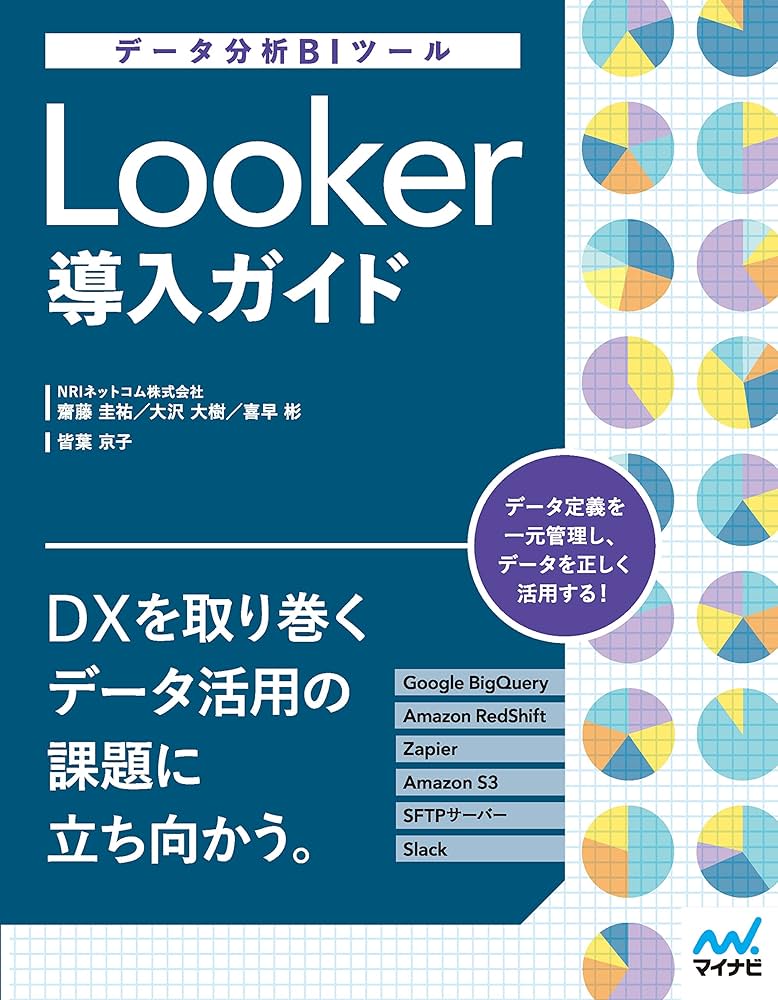 データ分析BIツール
Looker
導入ガイド
NRIネットコム株式会社
齋藤 圭祐／大沢 大樹／喜早 彬
皆葉 京子
データ定義を
一元管理し、
データを正しく
活用する！
DXを取り巻く
データ活用の
課題に
立ち向かう。
Google BigQuery
Amazon RedShift
Zapier
Amazon S3
SFTPサーバー
Slack
マイナビ